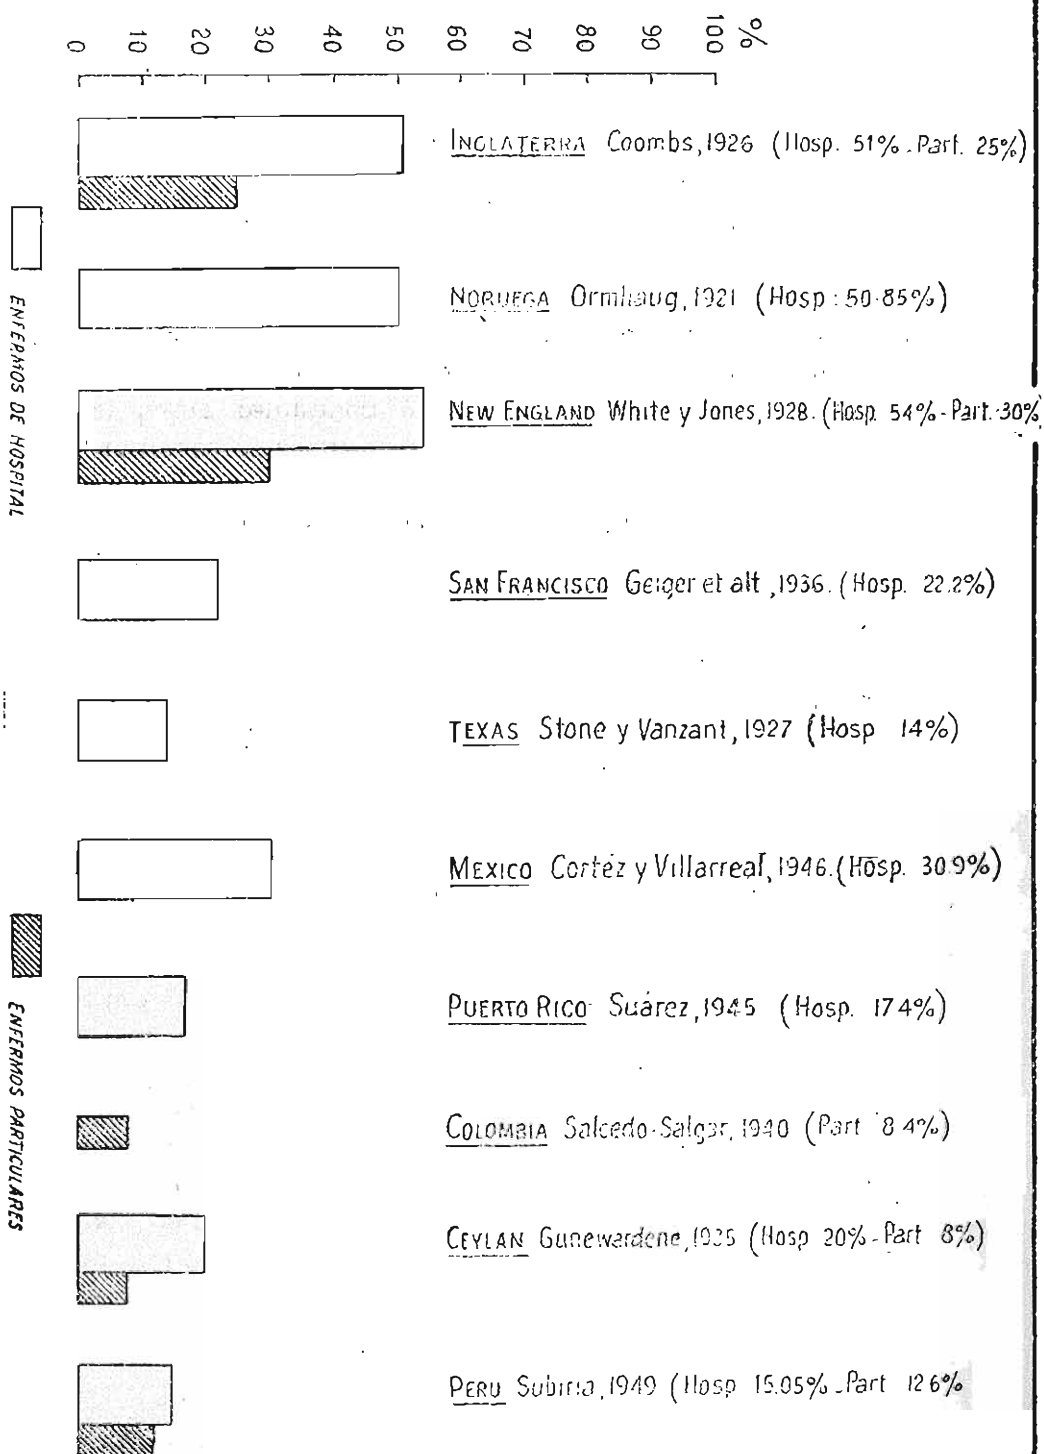 0 10 20 30 40 50 60 70 80 90 100 %
INGLATERRA Coombs, 1926 (Hosp. 51% - Part. 25%)
NORUEGA Ormhaug, 1921 (Hosp: 50.85%)
NEW ENGLAND White y Jones, 1928. (Hosp. 54% - Part. 30%
SAN FRANCISCO Geiger et alt, 1936. (Hosp. 22.2%)
TEXAS Stone y Vanzant, 1927 (Hosp 14%)
MEXICO Cortéz y Villarreal, 1946. (Hosp. 30.9%)
PUERTO RICO Suárez, 1945 (Hosp. 17.4%)
COLOMBIA Salcedo-Salgar, 1940 (Part 8.4%)
CEYLAN Gunewardene, 1935 (Hosp 20% - Part 8%)
PERU 1949 (Hosp 15.05% - Part 12.6%
ENFERMOS DE HOSPITAL
ENFERMOS PARTICULARES